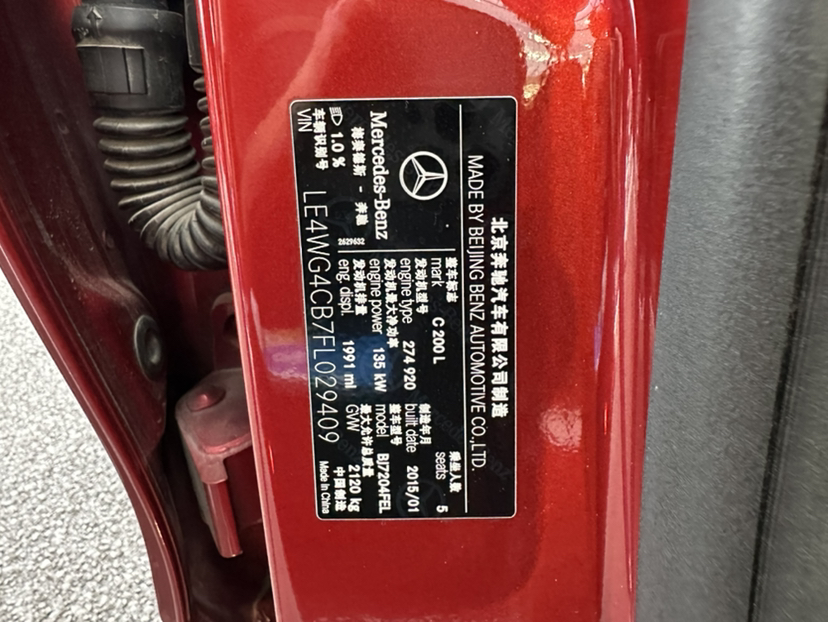 北京奔驰汽车有限公司制造
MADE BY BEIJING BENZ AUTOMOTIVE CO.,LTD.
整车标志 乘坐人数
mark C 200 L seats 5
发动机型号 制造年月
engine type 274 920 built date 2015/01
Mercedes-Benz 发动机最大净功率 整车型号
engine power 135 kW model BJ7204FEL
梅赛德斯 - 奔驰 发动机排量 最大允许总质量
1.0 % 2629632 eng. displ. 1991 ml GVW 2120 kg
车辆识别号 中国制造
VIN LE4WG4CB7FL029409 Made In China